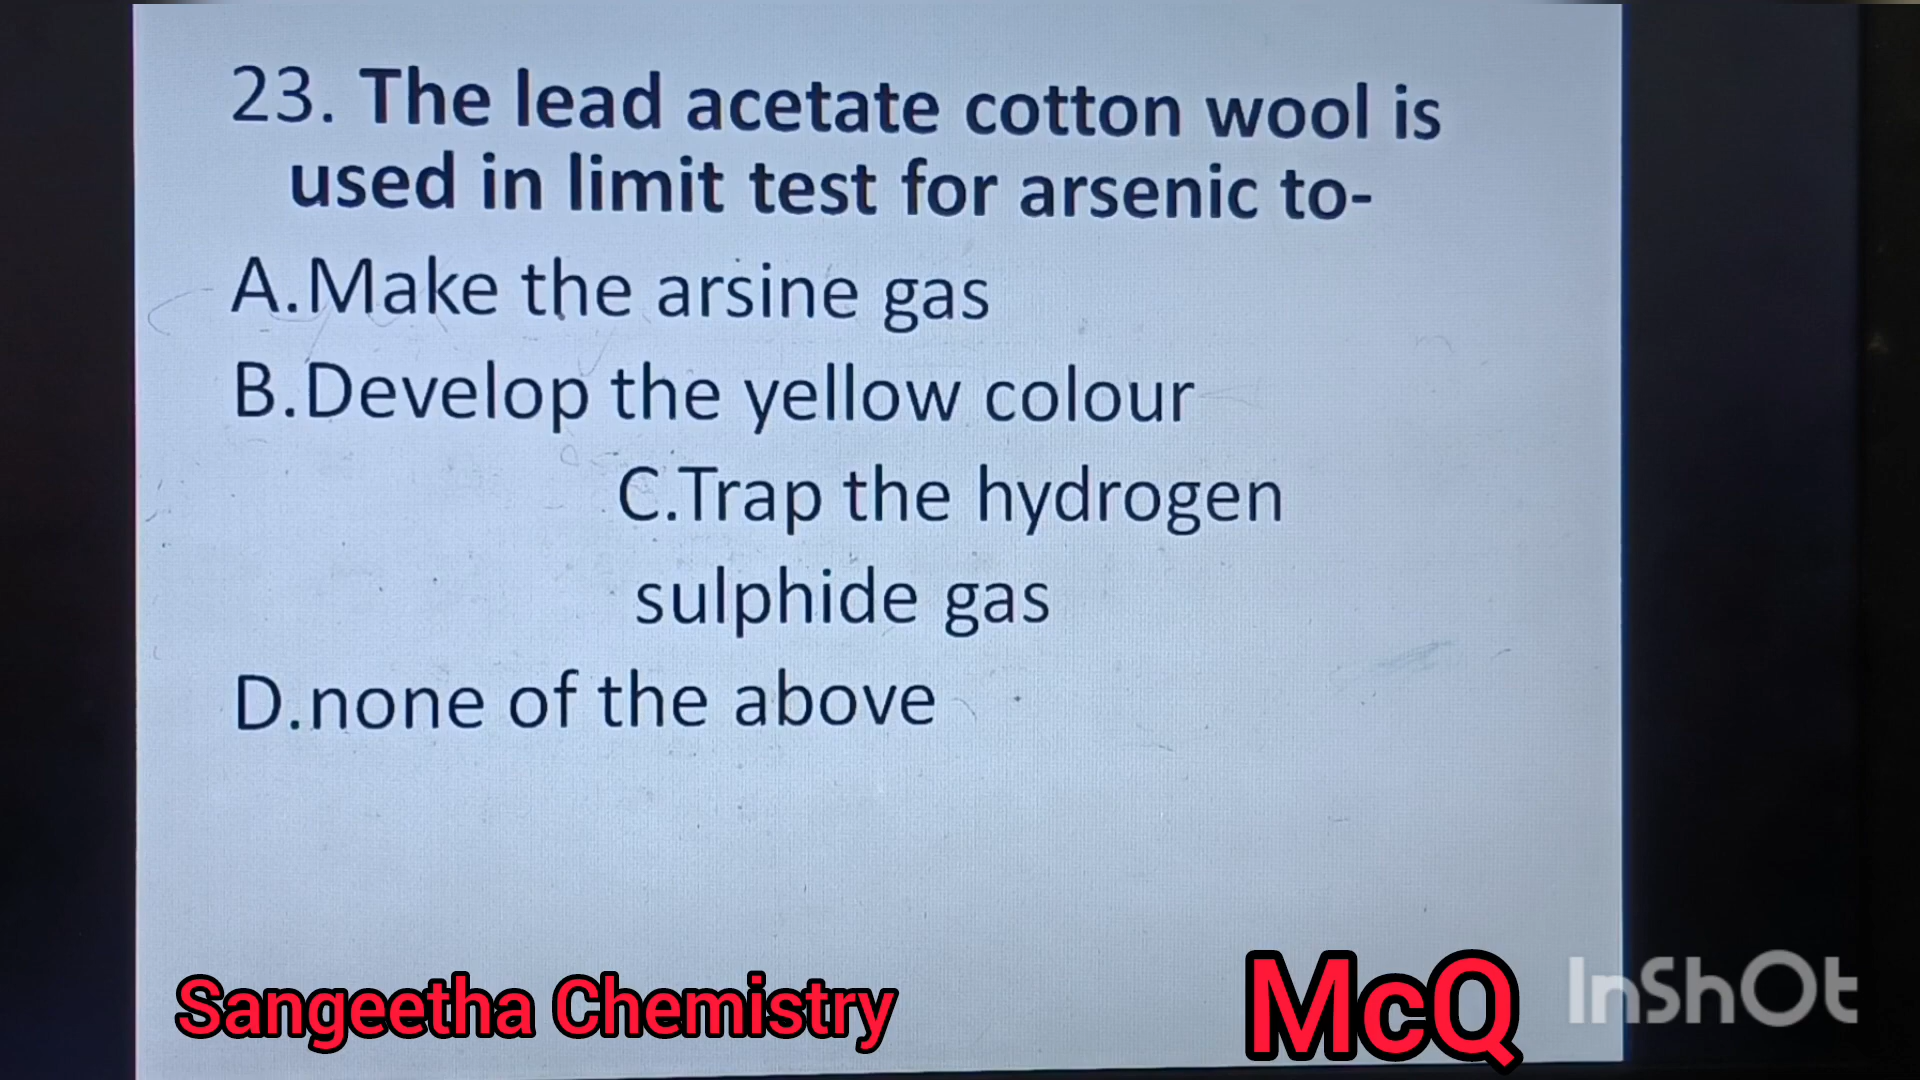 23. The lead acetate cotton wool is
used in limit test for arsenic to-
A.Make the arsine gas
B.Develop the yellow colour
C.Trap the hydrogen
sulphide gas
D.none of the above
Sangeetha Chemistry
McQ
InShOt